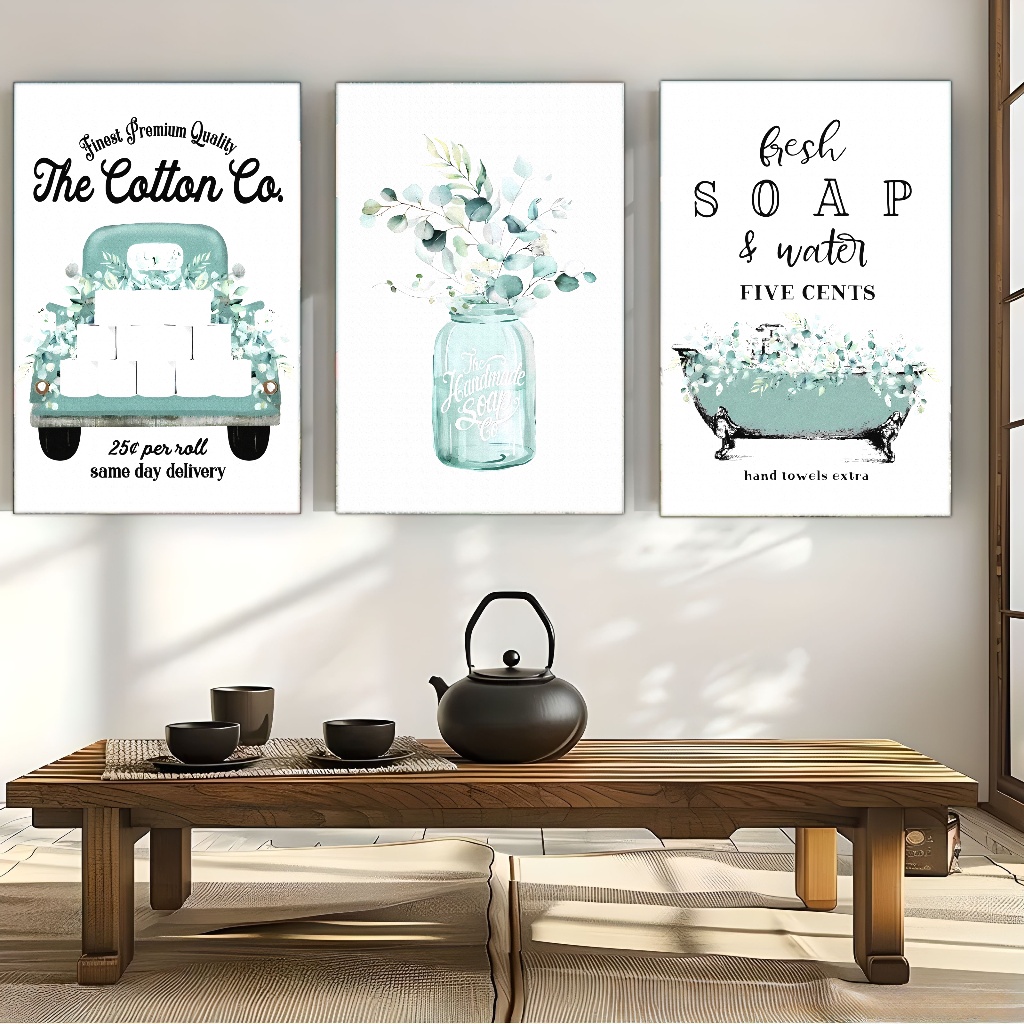 Finest Premium Quality
The Cotton Co.
25¢ per roll
same day delivery
The
Handmade
Soap
Co
fresh
SOAP
& water
FIVE CENTS
hand towels extra